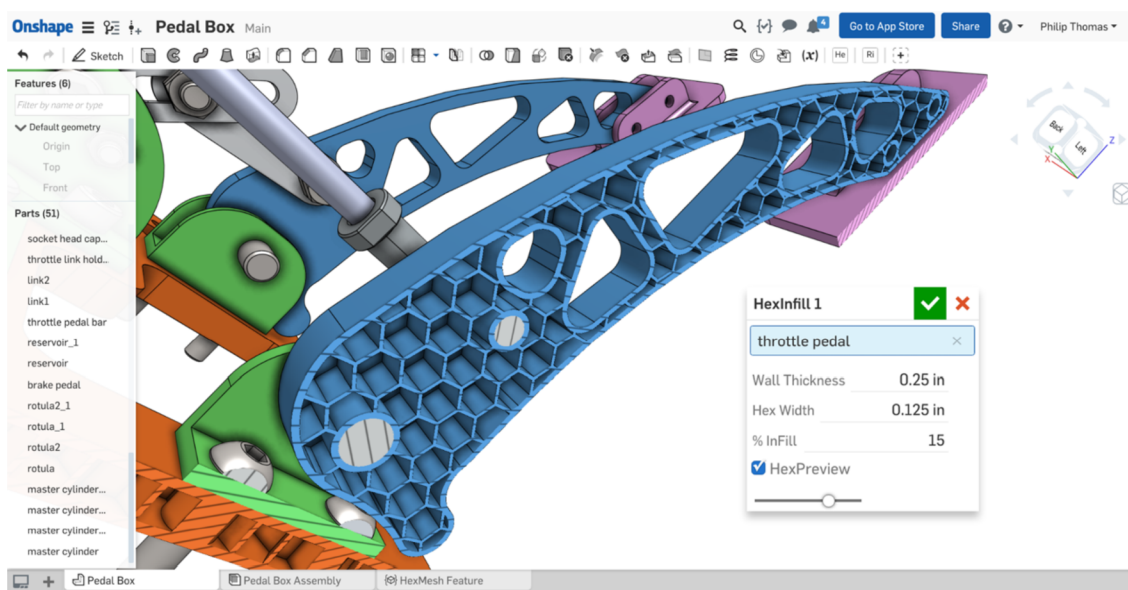 Onshape Pedal Box Main
4 Go to App Store Share Philip Thomas
Sketch (x) He Ri
Features (6)
Filter by name or type
Default geometry
Origin
Top
Front
Parts (51)
socket head cap...
throttle link hold...
link2
link1
throttle pedal bar
reservoir_1
reservoir
brake pedal
rotula2_1
rotula_1
rotula2
rotula
master cylinder...
master cylinder...
master cylinder...
master cylinder
Back
Left
Z
Y
X
HexInfill 1
throttle pedal
Wall Thickness 0.25 in
Hex Width 0.125 in
% InFill 15
HexPreview
Pedal Box Pedal Box Assembly HexMesh Feature